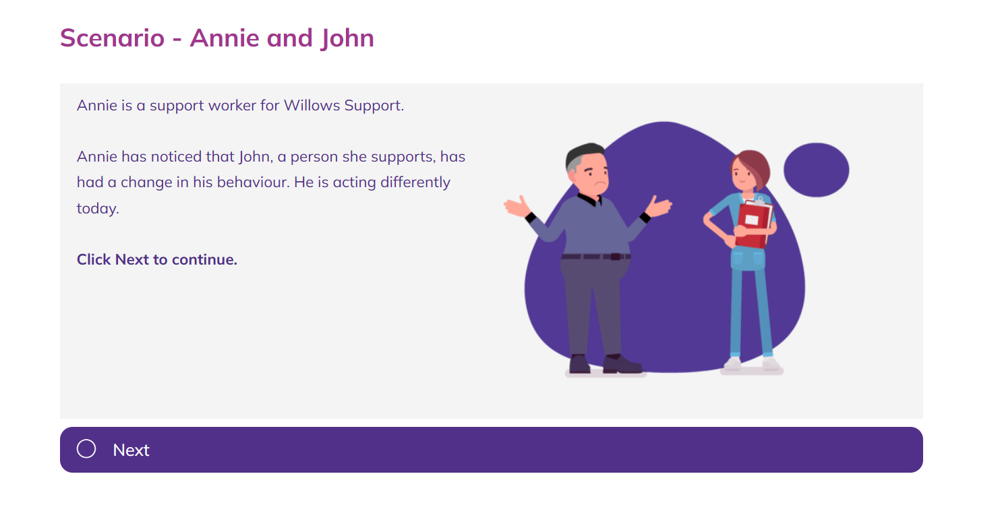 Scenario - Annie and John
Annie is a support worker for Willows Support.
Annie has noticed that John, a person she supports, has
had a change in his behaviour. He is acting differently
today.
Click Next to continue.
Next